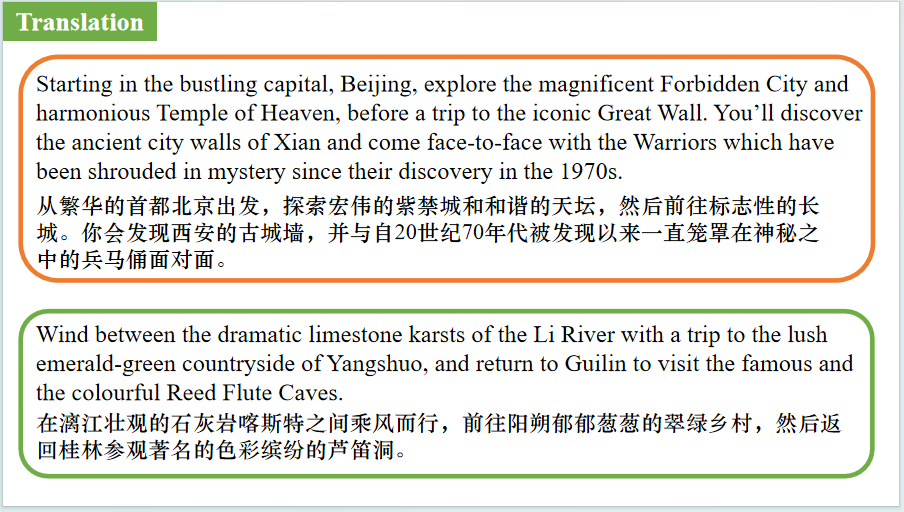 Translation
Starting in the bustling capital, Beijing, explore the magnificent Forbidden City and
harmonious Temple of Heaven, before a trip to the iconic Great Wall. You’ll discover
the ancient city walls of Xian and come face-to-face with the Warriors which have
been shrouded in mystery since their discovery in the 1970s.
从繁华的首都北京出发，探索宏伟的紫禁城和和谐的天坛，然后前往标志性的长
城。你会发现西安的古城墙，并与自20世纪70年代被发现以来一直笼罩在神秘之
中的兵马俑面对面。
Wind between the dramatic limestone karsts of the Li River with a trip to the lush
emerald-green countryside of Yangshuo, and return to Guilin to visit the famous and
the colourful Reed Flute Caves.
在漓江壮观的石灰岩喀斯特之间乘风而行，前往阳朔郁郁葱葱的翠绿乡村，然后返
回桂林参观著名的色彩缤纷的芦笛洞。